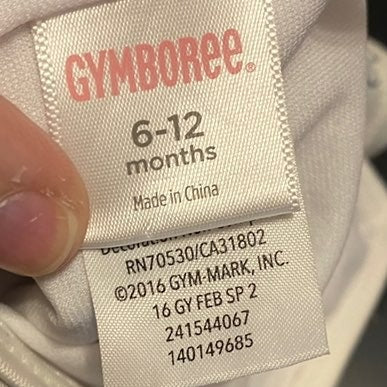 GYMBOREE®
6-12
months
Made in China
RN70530/CA31802
©2016 GYM-MARK, INC.
16 GY FEB SP 2
241544067
140149685